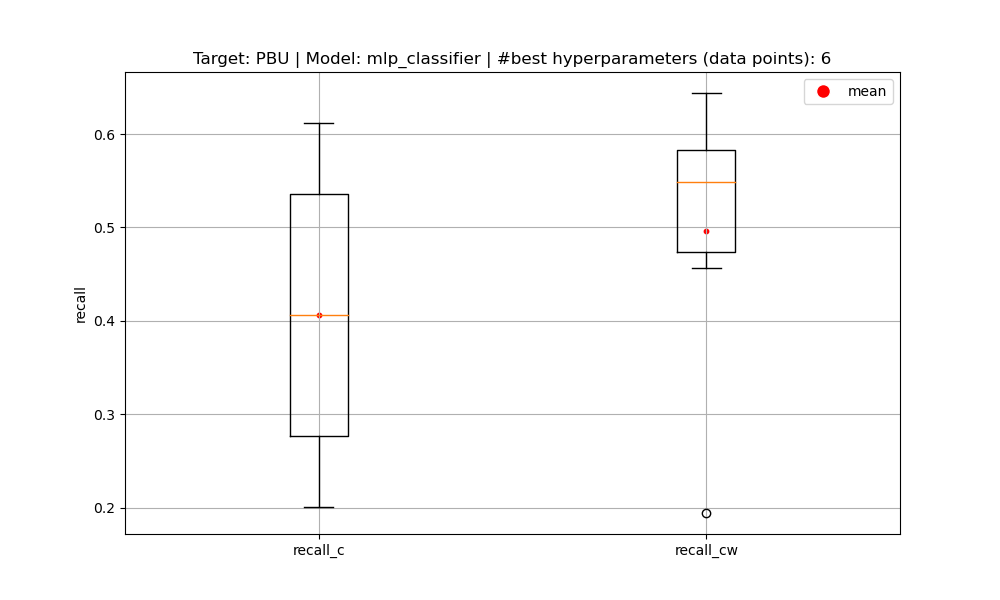 Target: PBU | Model: mlp_classifier | #best hyperparameters (data points): 6
mean
0.6
0.5
0.4
0.3
0.2
recall
recall_c
recall_cw